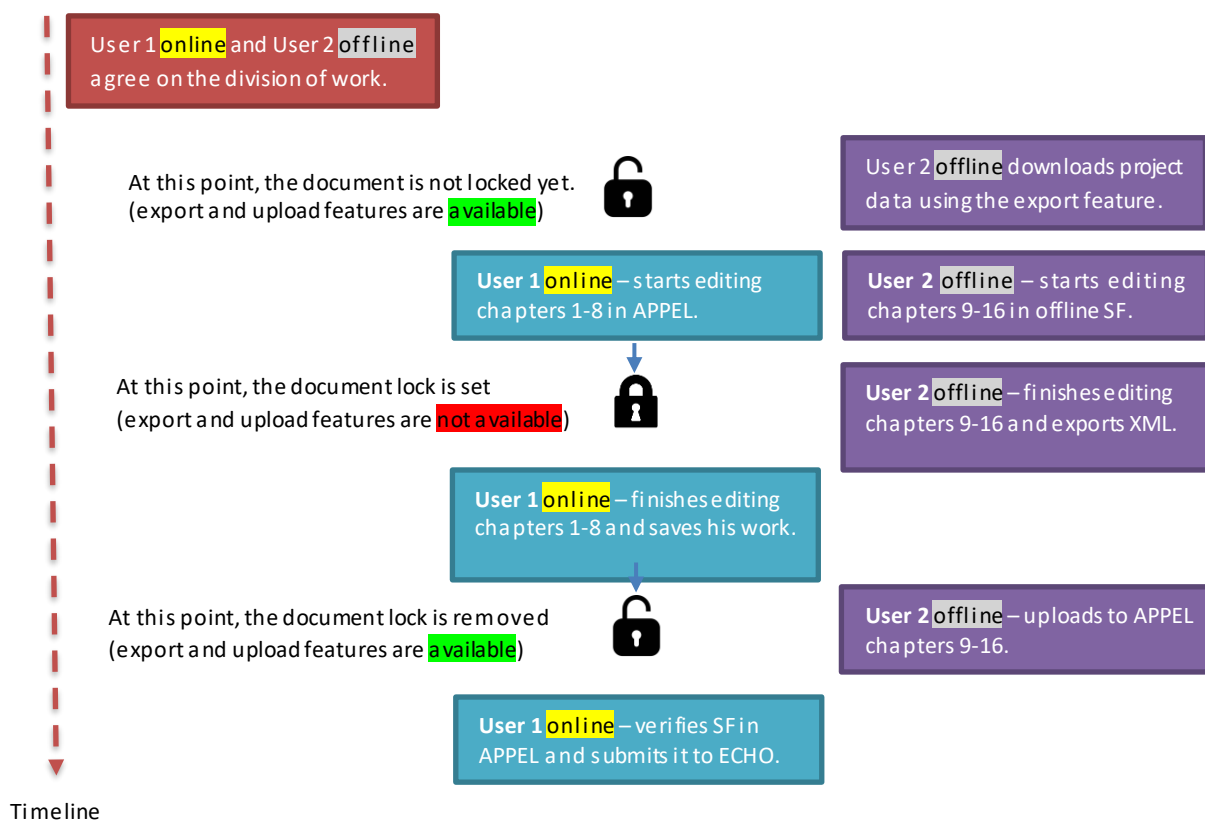 User 1 online and User 2 offline
agree on the division of work.
At this point, the document is not locked yet.
(export and upload features are available)
User 2 offline downloads project
data using the export feature.
User 1 online – starts editing
chapters 1-8 in APPEL.
User 2 offline – starts editing
chapters 9-16 in offline SF.
At this point, the document lock is set
(export and upload features are not available)
User 2 offline – finishes editing
chapters 9-16 and exports XML.
User 1 online – finishes editing
chapters 1-8 and saves his work.
At this point, the document lock is removed
(export and upload features are available)
User 2 offline – uploads to APPEL
chapters 9-16.
User 1 online – verifies SF in
APPEL and submits it to ECHO.
Timeline